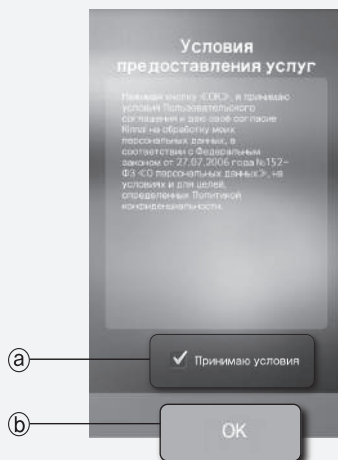 Условия
предоставления услуг
Нажимая кнопку «ОК», я принимаю
условия Пользовательского
соглашения и даю своё согласие
на обработку моих
персональных данных, в
соответствии с Федеральным
законом от 27.07.2006 года №152-
ФЗ «О персональных данных», на
условиях и для целей,
определенных Политикой
конфиденциальности.
a
Принимаю условия
b
OK